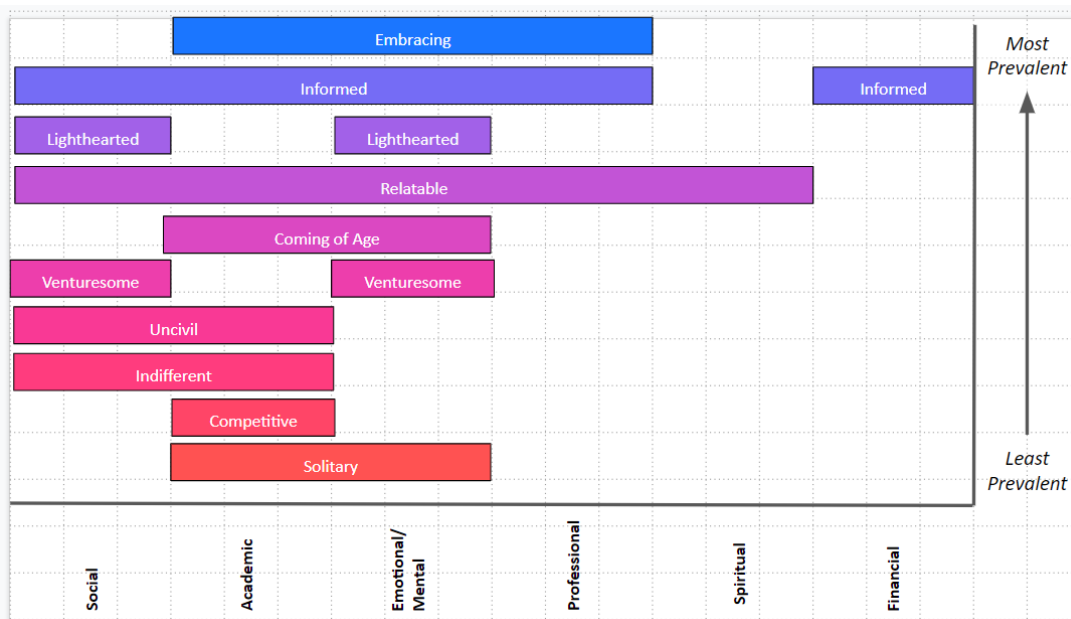 Embracing
Most
Prevalent
Informed
Informed
Lighthearted
Lighthearted
Relatable
Coming of Age
Venturesome
Venturesome
Uncivil
Indifferent
Competitive
Solitary
Least
Prevalent
Social
Academic
Emotional/
Mental
Professional
Spiritual
Financial